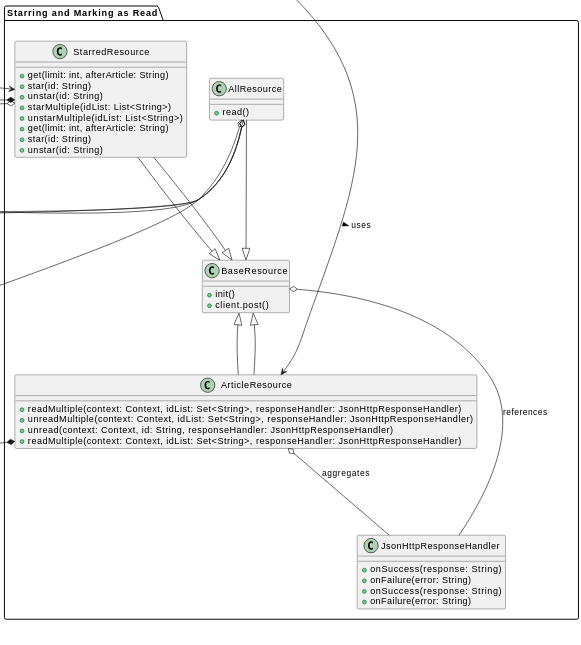 Starring and Marking as Read
C StarredResource
get(limit: int, afterArticle: String)
star(id: String)
unstar(id: String)
starMultiple(idList: List<String>)
unstarMultiple(idList: List<String>)
get(limit: int, afterArticle: String)
star(id: String)
unstar(id: String)
C AllResource
read()
uses
C BaseResource
init()
client.post()
C ArticleResource
readMultiple(context: Context, idList: Set<String>, responseHandler: JsonHttpResponseHandler)
unreadMultiple(context: Context, idList: Set<String>, responseHandler: JsonHttpResponseHandler)
unread(context: Context, id: String, responseHandler: JsonHttpResponseHandler)
readMultiple(context: Context, idList: Set<String>, responseHandler: JsonHttpResponseHandler)
references
aggregates
C JsonHttpResponseHandler
onSuccess(response: String)
onFailure(error: String)
onSuccess(response: String)
onFailure(error: String)